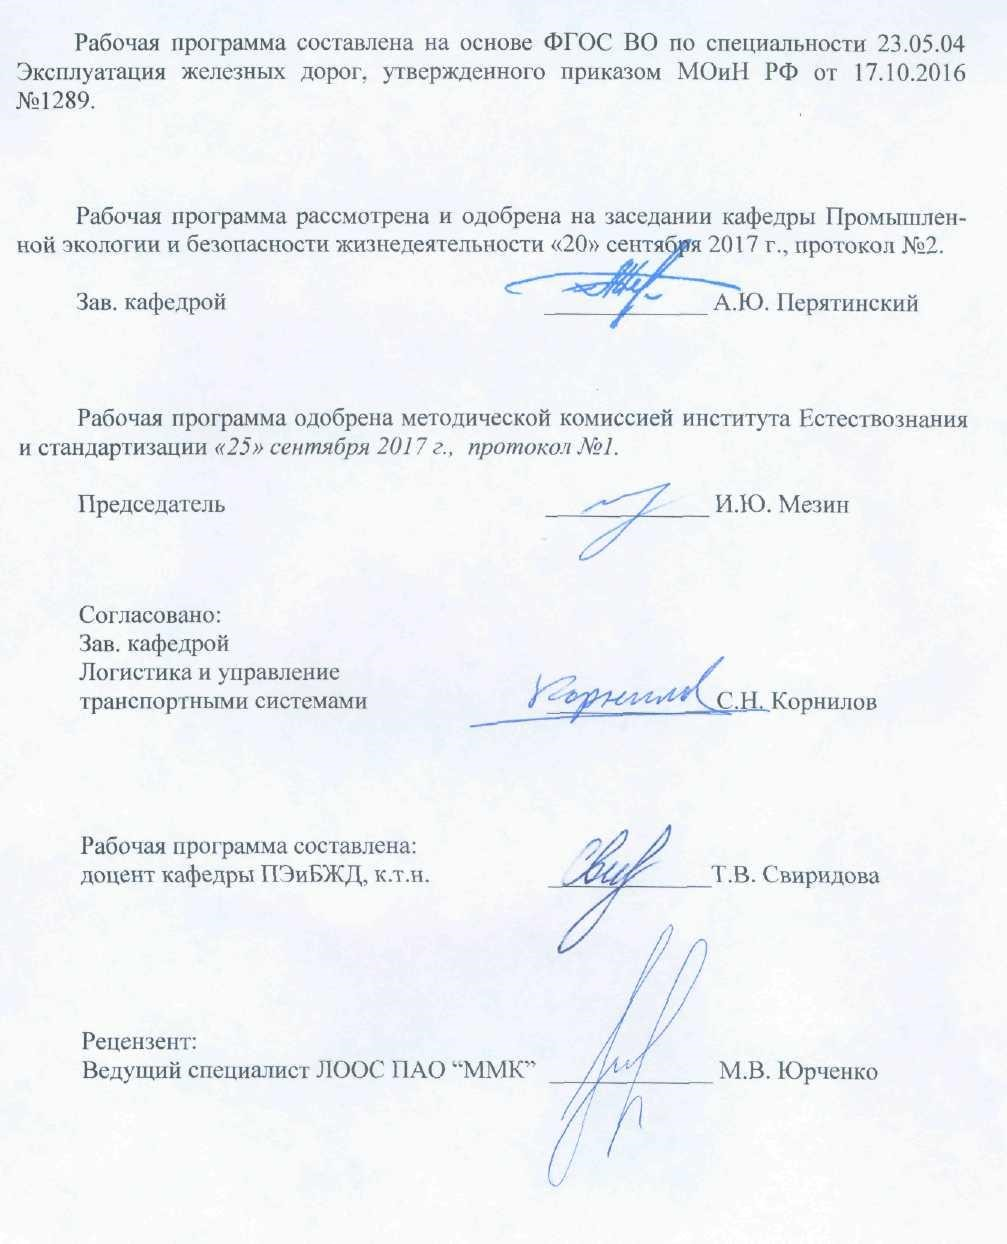 Рабочая программа составлена на основе ФГОС ВО по специальности 23.05.04
Эксплуатация железных дорог, утвержденного приказом МОиН РФ от 17.10.2016
№1289.
Рабочая программа рассмотрена и одобрена на заседании кафедры Промышлен-
ной экологии и безопасности жизнедеятельности «20» сентября 2017 г., протокол №2.
Зав. кафедрой А.Ю. Перятинский
Рабочая программа одобрена методической комиссией института Естествознания
и стандартизации «25» сентября 2017 г., протокол №1.
Председатель И.Ю. Мезин
Согласовано:
Зав. кафедрой
Логистика и управление
транспортными системами Корнилов С.Н. Корнилов
Рабочая программа составлена:
доцент кафедры ПЭиБЖД, к.т.н. Т.В. Свиридова
Рецензент:
Ведущий специалист ЛООС ПАО “ММК” М.В. Юрченко